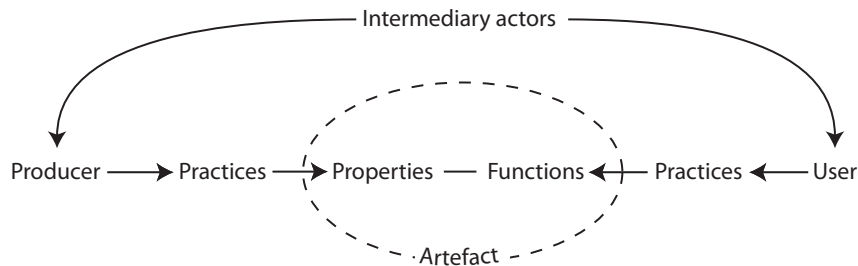 Intermediary actors
Producer Practices Properties Functions Practices User
Artefact